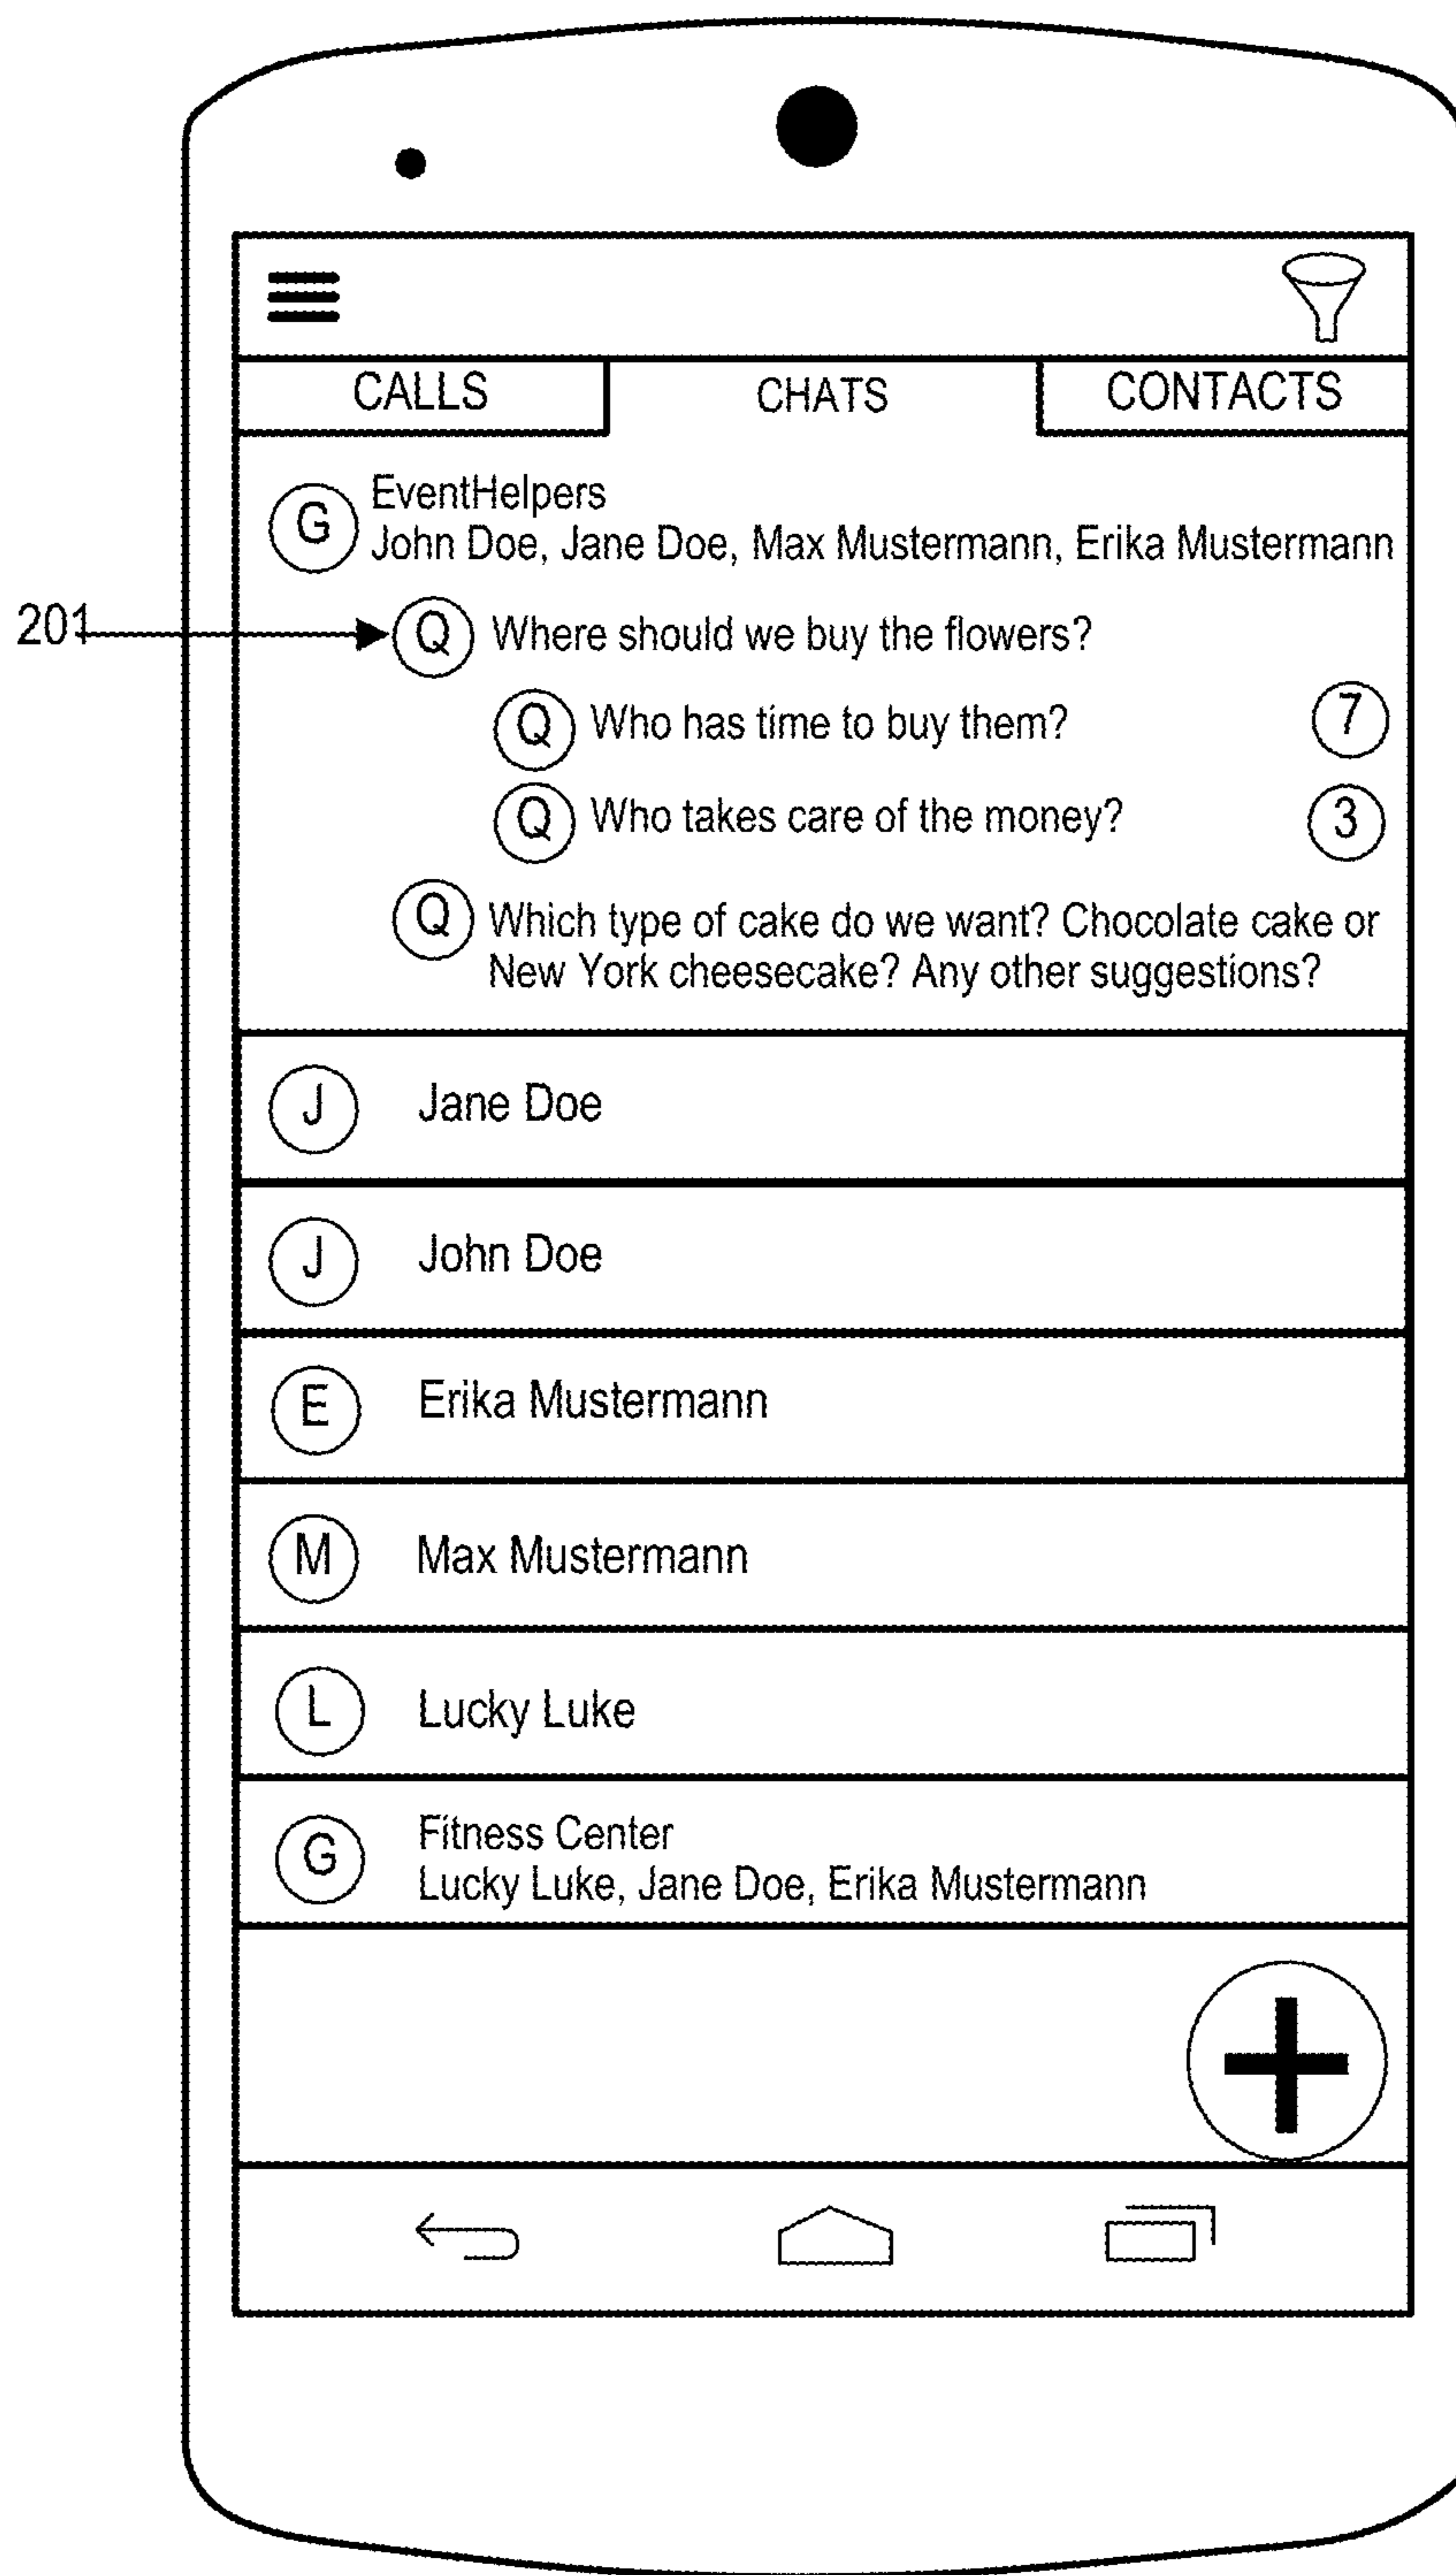 CALLS CHATS CONTACTS
G EventHelpers
John Doe, Jane Doe, Max Mustermann, Erika Mustermann
201 Q Where should we buy the flowers?
Q Who has time to buy them? 7
Q Who takes care of the money? 3
Q Which type of cake do we want? Chocolate cake or
New York cheesecake? Any other suggestions?
J Jane Doe
J John Doe
E Erika Mustermann
M Max Mustermann
L Lucky Luke
G Fitness Center
Lucky Luke, Jane Doe, Erika Mustermann